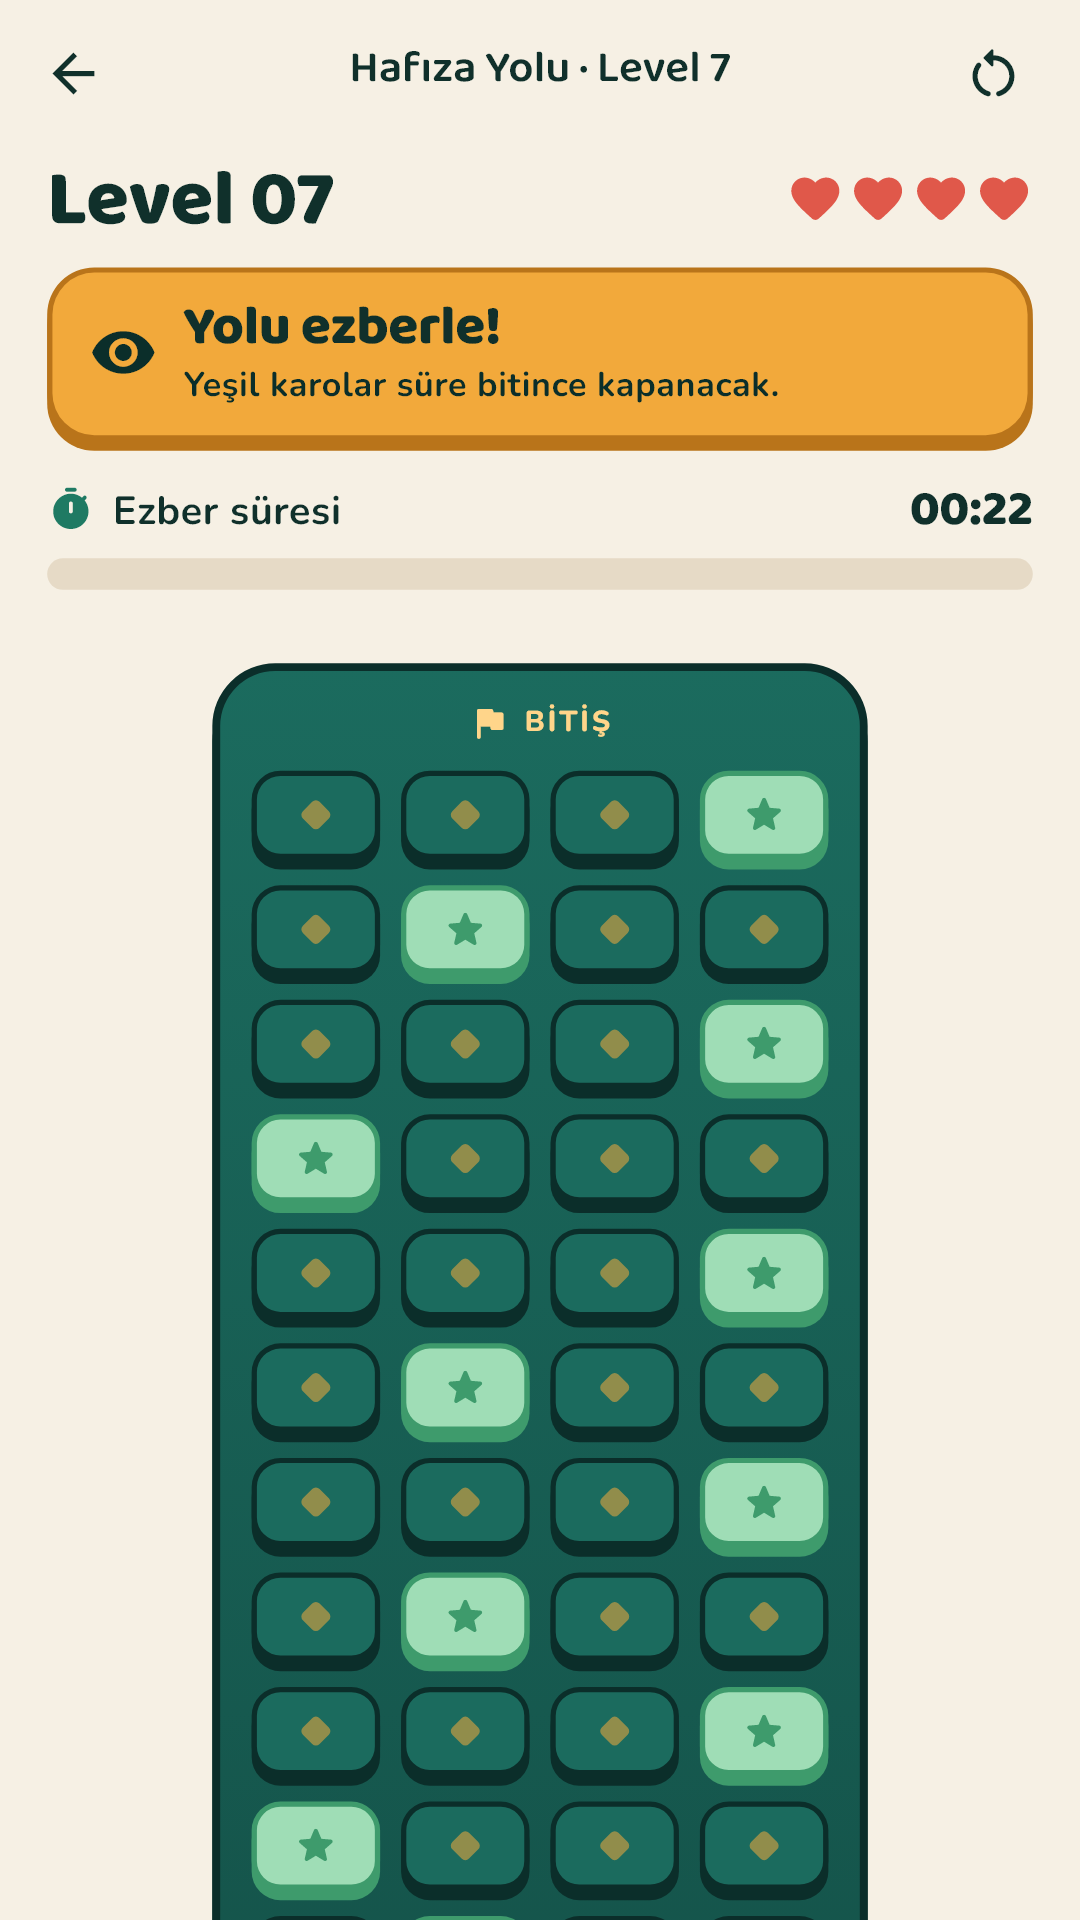 Hafıza Yolu · Level 7
Level 07
Yolu ezberle!
Yeşil karolar süre bitince kapanacak.
Ezber süresi
00:22
BİTİŞ